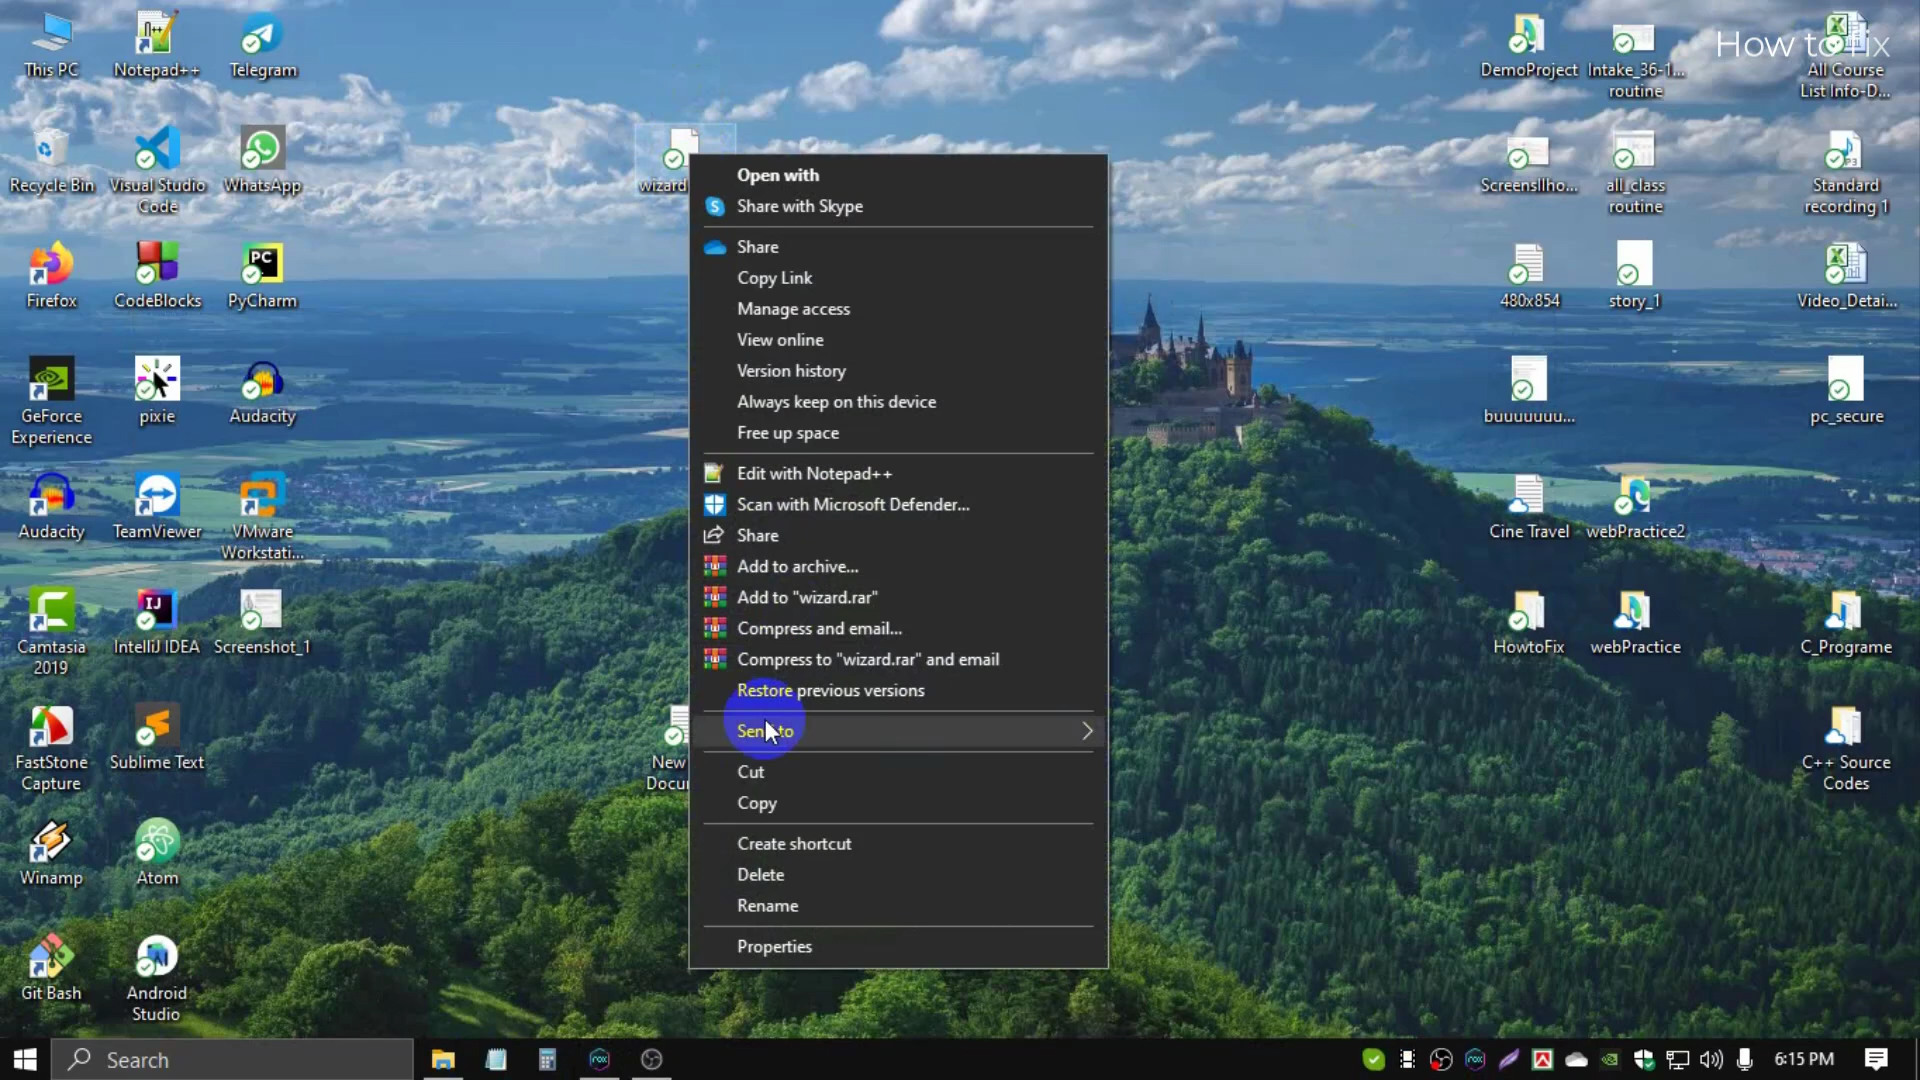 This PC
Notepad++
Telegram
DemoProject
Intake_36-1...
routine
How to fix
All Course
List Info-D...
Recycle Bin
Visual Studio
Code
WhatsApp
wizard
Screensllho...
all_class
routine
Standard
recording 1
Firefox
CodeBlocks
PyCharm
480x854
story_1
Video_Detai...
GeForce
Experience
pixie
Audacity
buuuuuuu...
pc_secure
Audacity
TeamViewer
VMware
Workstati...
Cine Travel
webPractice2
Camtasia
2019
IntelliJ IDEA
Screenshot_1
HowtoFix
webPractice
C_Programe
FastStone
Capture
Sublime Text
New
Docu
C++ Source
Codes
Winamp
Atom
Git Bash
Android
Studio
Open with
Share with Skype
Share
Copy Link
Manage access
View online
Version history
Always keep on this device
Free up space
Edit with Notepad++
Scan with Microsoft Defender...
Share
Add to archive...
Add to "wizard.rar"
Compress and email...
Compress to "wizard.rar" and email
Restore previous versions
Send to
Cut
Copy
Create shortcut
Delete
Rename
Properties
Search
6:15 PM